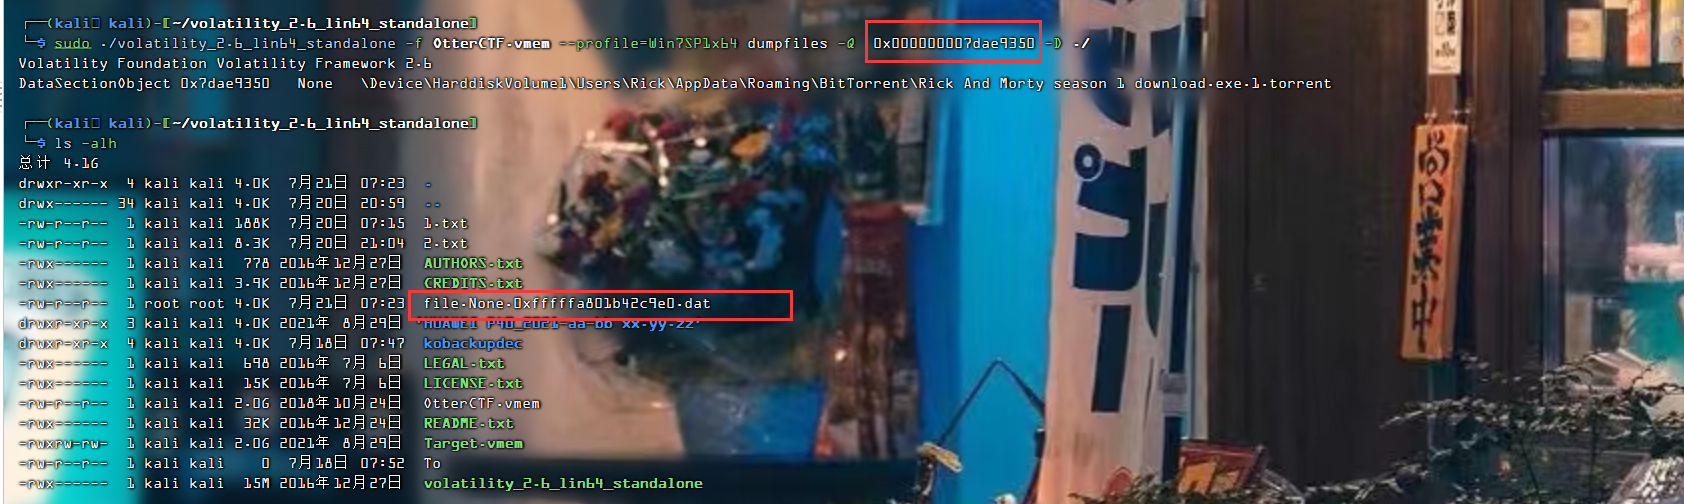 ┌──(kali㉿ kali)-[~/volatility_2.6_lin64_standalone]
└─$ sudo ./volatility_2.6_lin64_standalone -f OtterCTF.vmem --profile=Win7SP1x64 dumpfiles -Q 0x000000007dae9350 -D ./
Volatility Foundation Volatility Framework 2.6
DataSectionObject 0x7dae9350   None   \Device\HarddiskVolume1\Users\Rick\AppData\Roaming\BitTorrent\Rick And Morty season 1 download.exe.1.torrent
┌──(kali㉿ kali)-[~/volatility_2.6_lin64_standalone]
└─$ ls -alh
总计 4.1G
drwxr-xr-x  4 kali kali 4.0K  7月21日 07:23  .
drwx------ 34 kali kali 4.0K  7月20日 20:59  ..
-rw-r--r--  1 kali kali 188K  7月20日 07:15  1.txt
-rw-r--r--  1 kali kali 8.3K  7月20日 21:04  2.txt
-rwx------  1 kali kali  778 2016年12月27日  AUTHORS.txt
-rwx------  1 kali kali 3.9K 2016年12月27日  CREDITS.txt
-rw-r--r--  1 root root 4.0K  7月21日 07:23  file.None.0xfffffa801b42c9e0.dat
drwxr-xr-x  3 kali kali 4.0K 2021年 8月29日 'HUAWEI P40_2021-aa-bb xx.yy.zz'
drwxr-xr-x  4 kali kali 4.0K  7月18日 07:47  kobackupdec
-rwx------  1 kali kali  698 2016年 7月 6日  LEGAL.txt
-rwx------  1 kali kali  15K 2016年 7月 6日  LICENSE.txt
-rw-r--r--  1 kali kali 2.0G 2018年10月24日  OtterCTF.vmem
-rwx------  1 kali kali  32K 2016年12月24日  README.txt
-rwxrw-rw-  1 kali kali 2.0G 2021年 8月29日  Target.vmem
-rw-r--r--  1 kali kali    0  7月18日 07:52  To
-rwx------  1 kali kali  15M 2016年12月27日  volatility_2.6_lin64_standalone
営業中